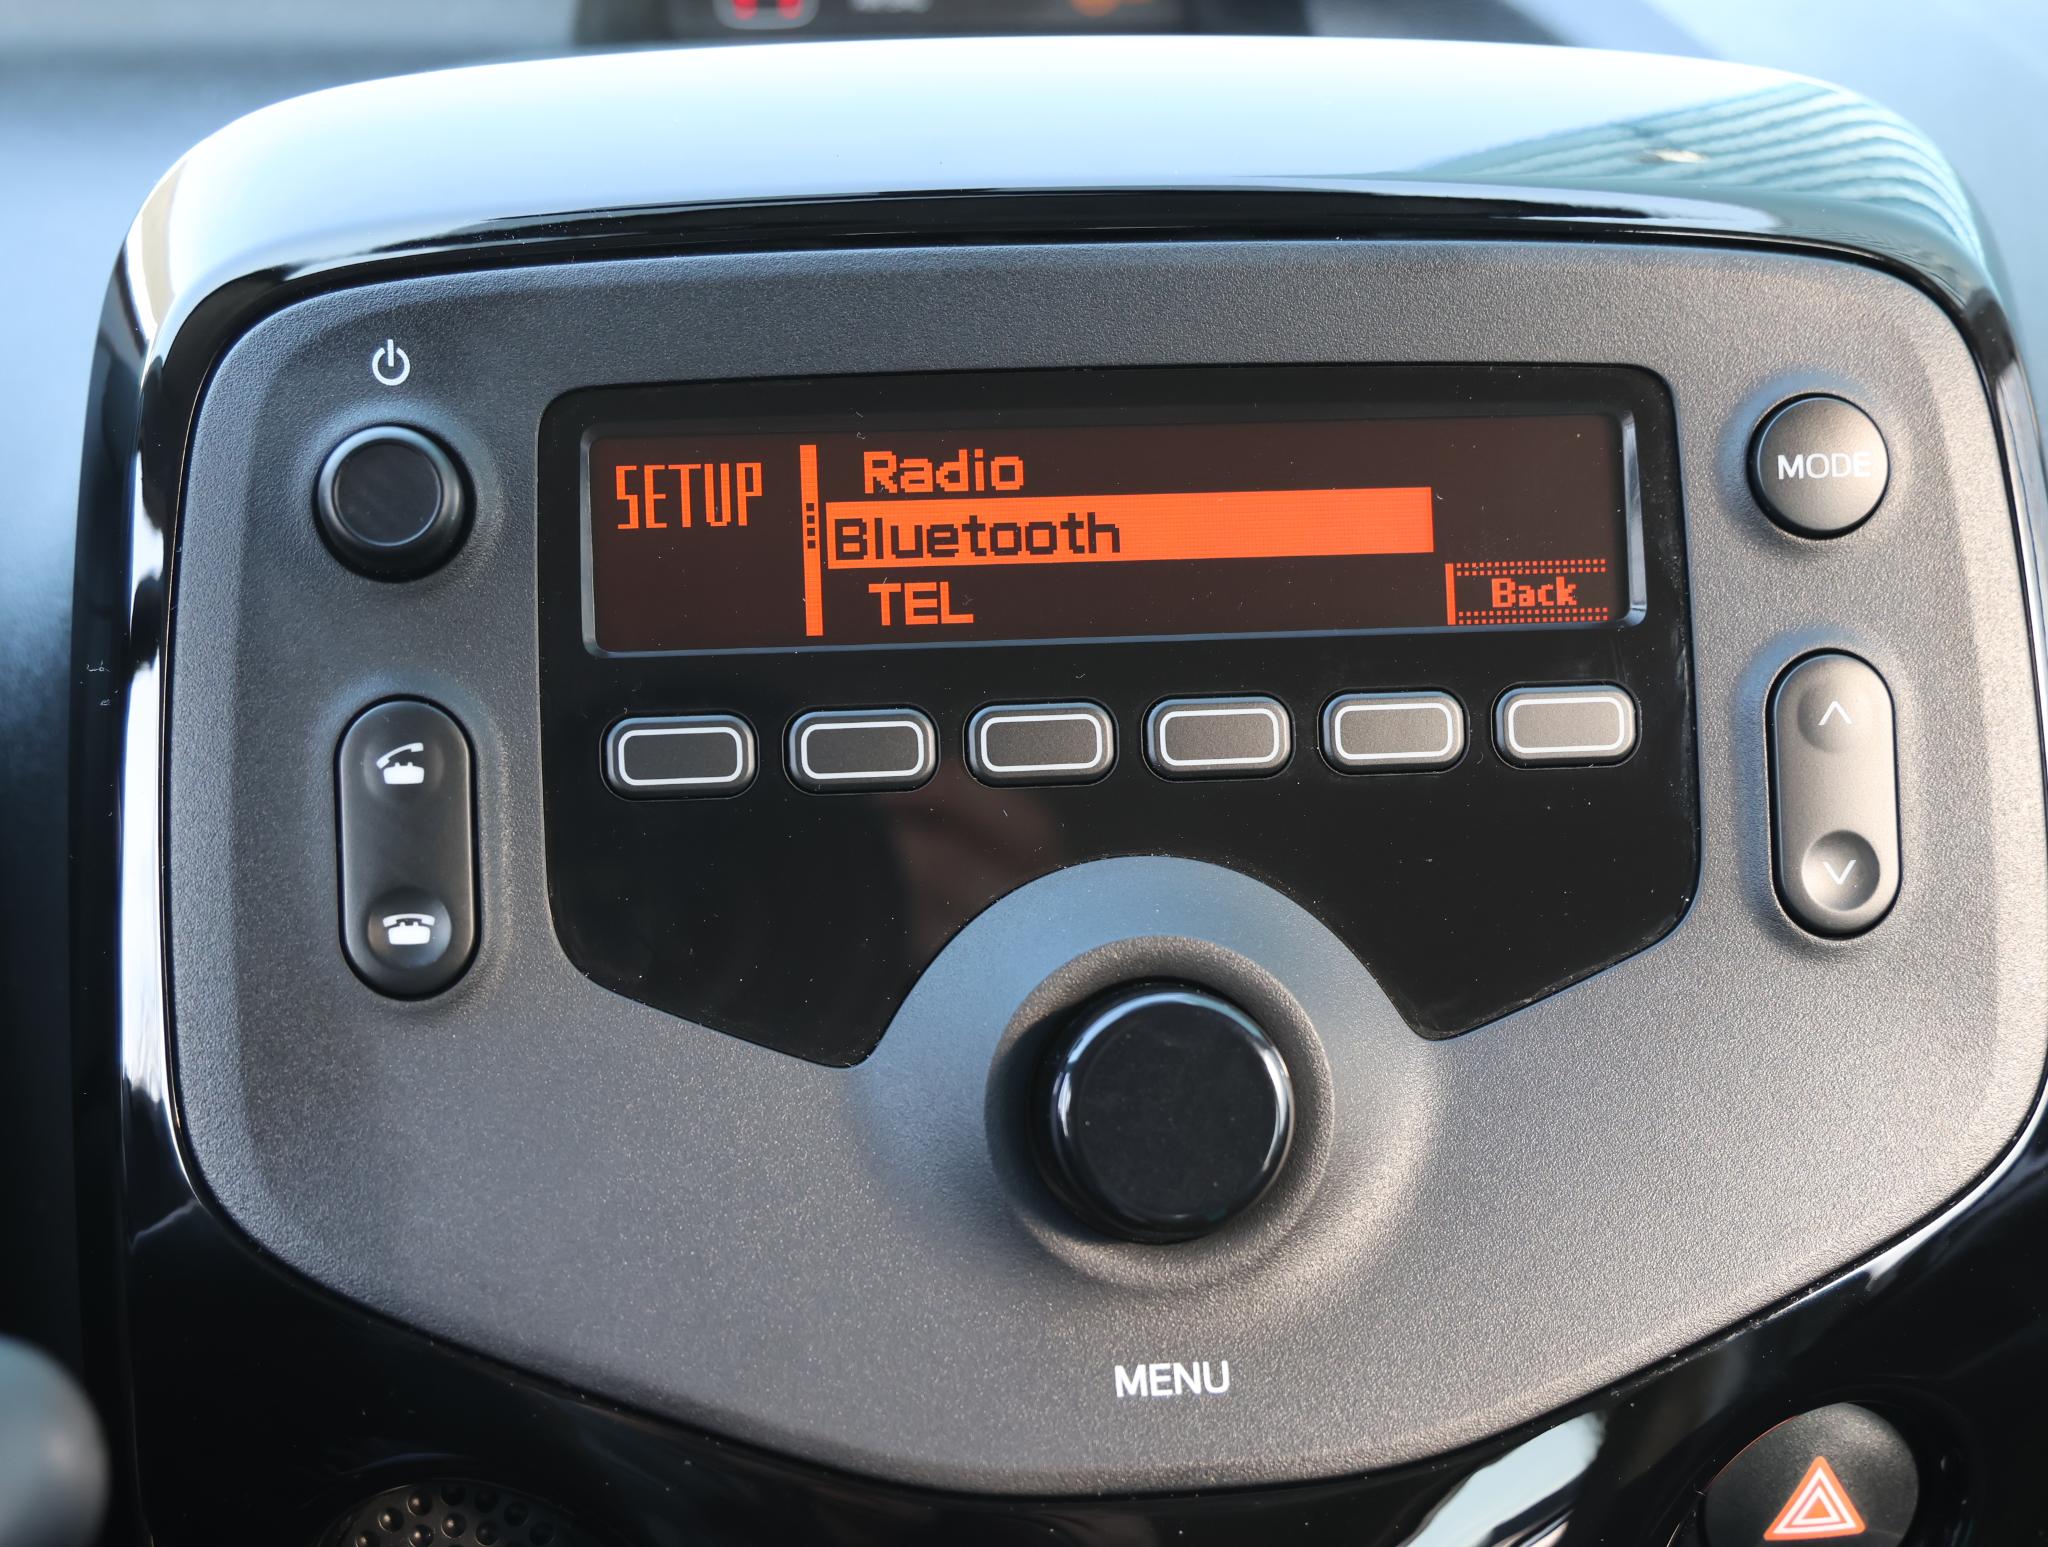 SETUP
Radio
Bluetooth
TEL
Back
MODE
MENU